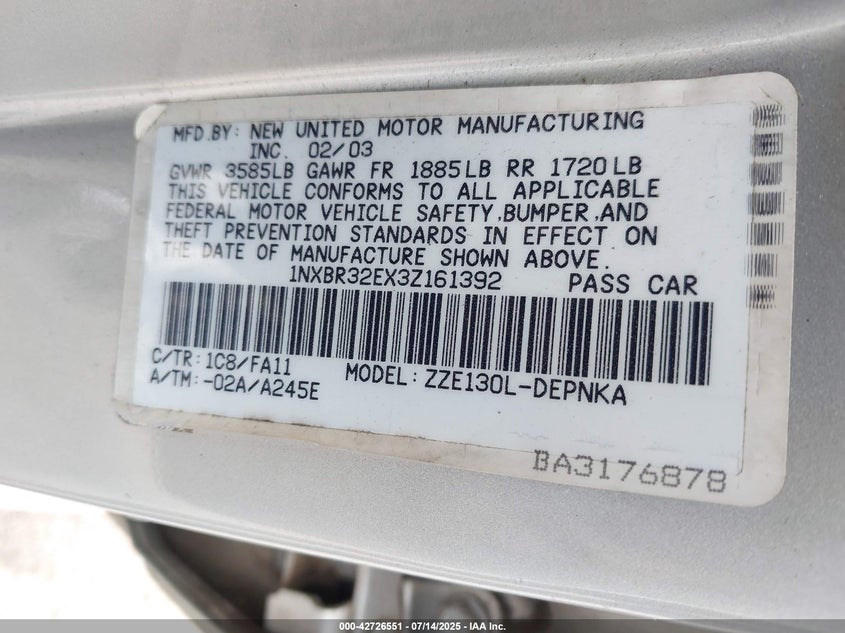 MFD.BY: NEW UNITED MOTOR MANUFACTURING
INC. 02/03
GVWR 3585LB GAWR FR 1885LB RR 1720LB
THIS VEHICLE CONFORMS TO ALL APPLICABLE
FEDERAL MOTOR VEHICLE SAFETY,BUMPER,AND
THEFT PREVENTION STANDARDS IN EFFECT ON
THE DATE OF MANUFACTURE SHOWN ABOVE.
1NXBR32EX3Z161392 PASS CAR
C/TR:1C8/FA11
A/TM:-02A/A245E
MODEL:ZZE130L-DEPNKA
BA3176878
000-42726551 - 07/14/2025 - IAA Inc.